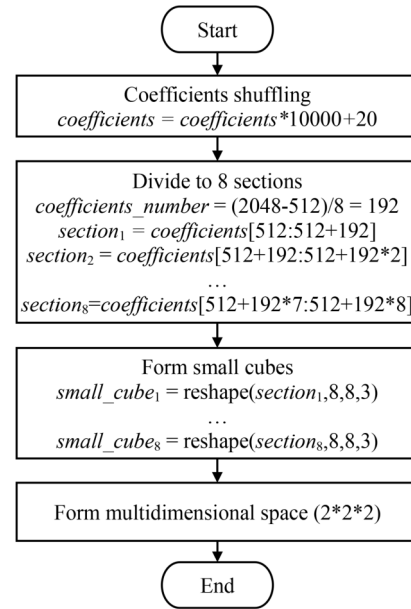 Start
Coefficients shuffling
coefficients = coefficients*10000+20
Divide to 8 sections
coefficients_number = (2048-512)/8 = 192
section₁ = coefficients[512:512+192]
section₂ = coefficients[512+192:512+192*2]
…
section₈=coefficients[512+192*7:512+192*8]
Form small cubes
small_cube₁ = reshape(section₁,8,8,3)
…
small_cube₈ = reshape(section₈,8,8,3)
Form multidimensional space (2*2*2)
End